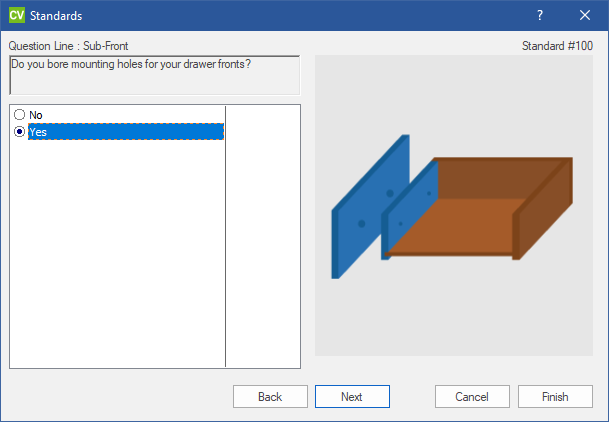 CV Standards ?
Question Line : Sub-Front Standard #100
Do you bore mounting holes for your drawer fronts?
No
Yes
Back Next Cancel Finish